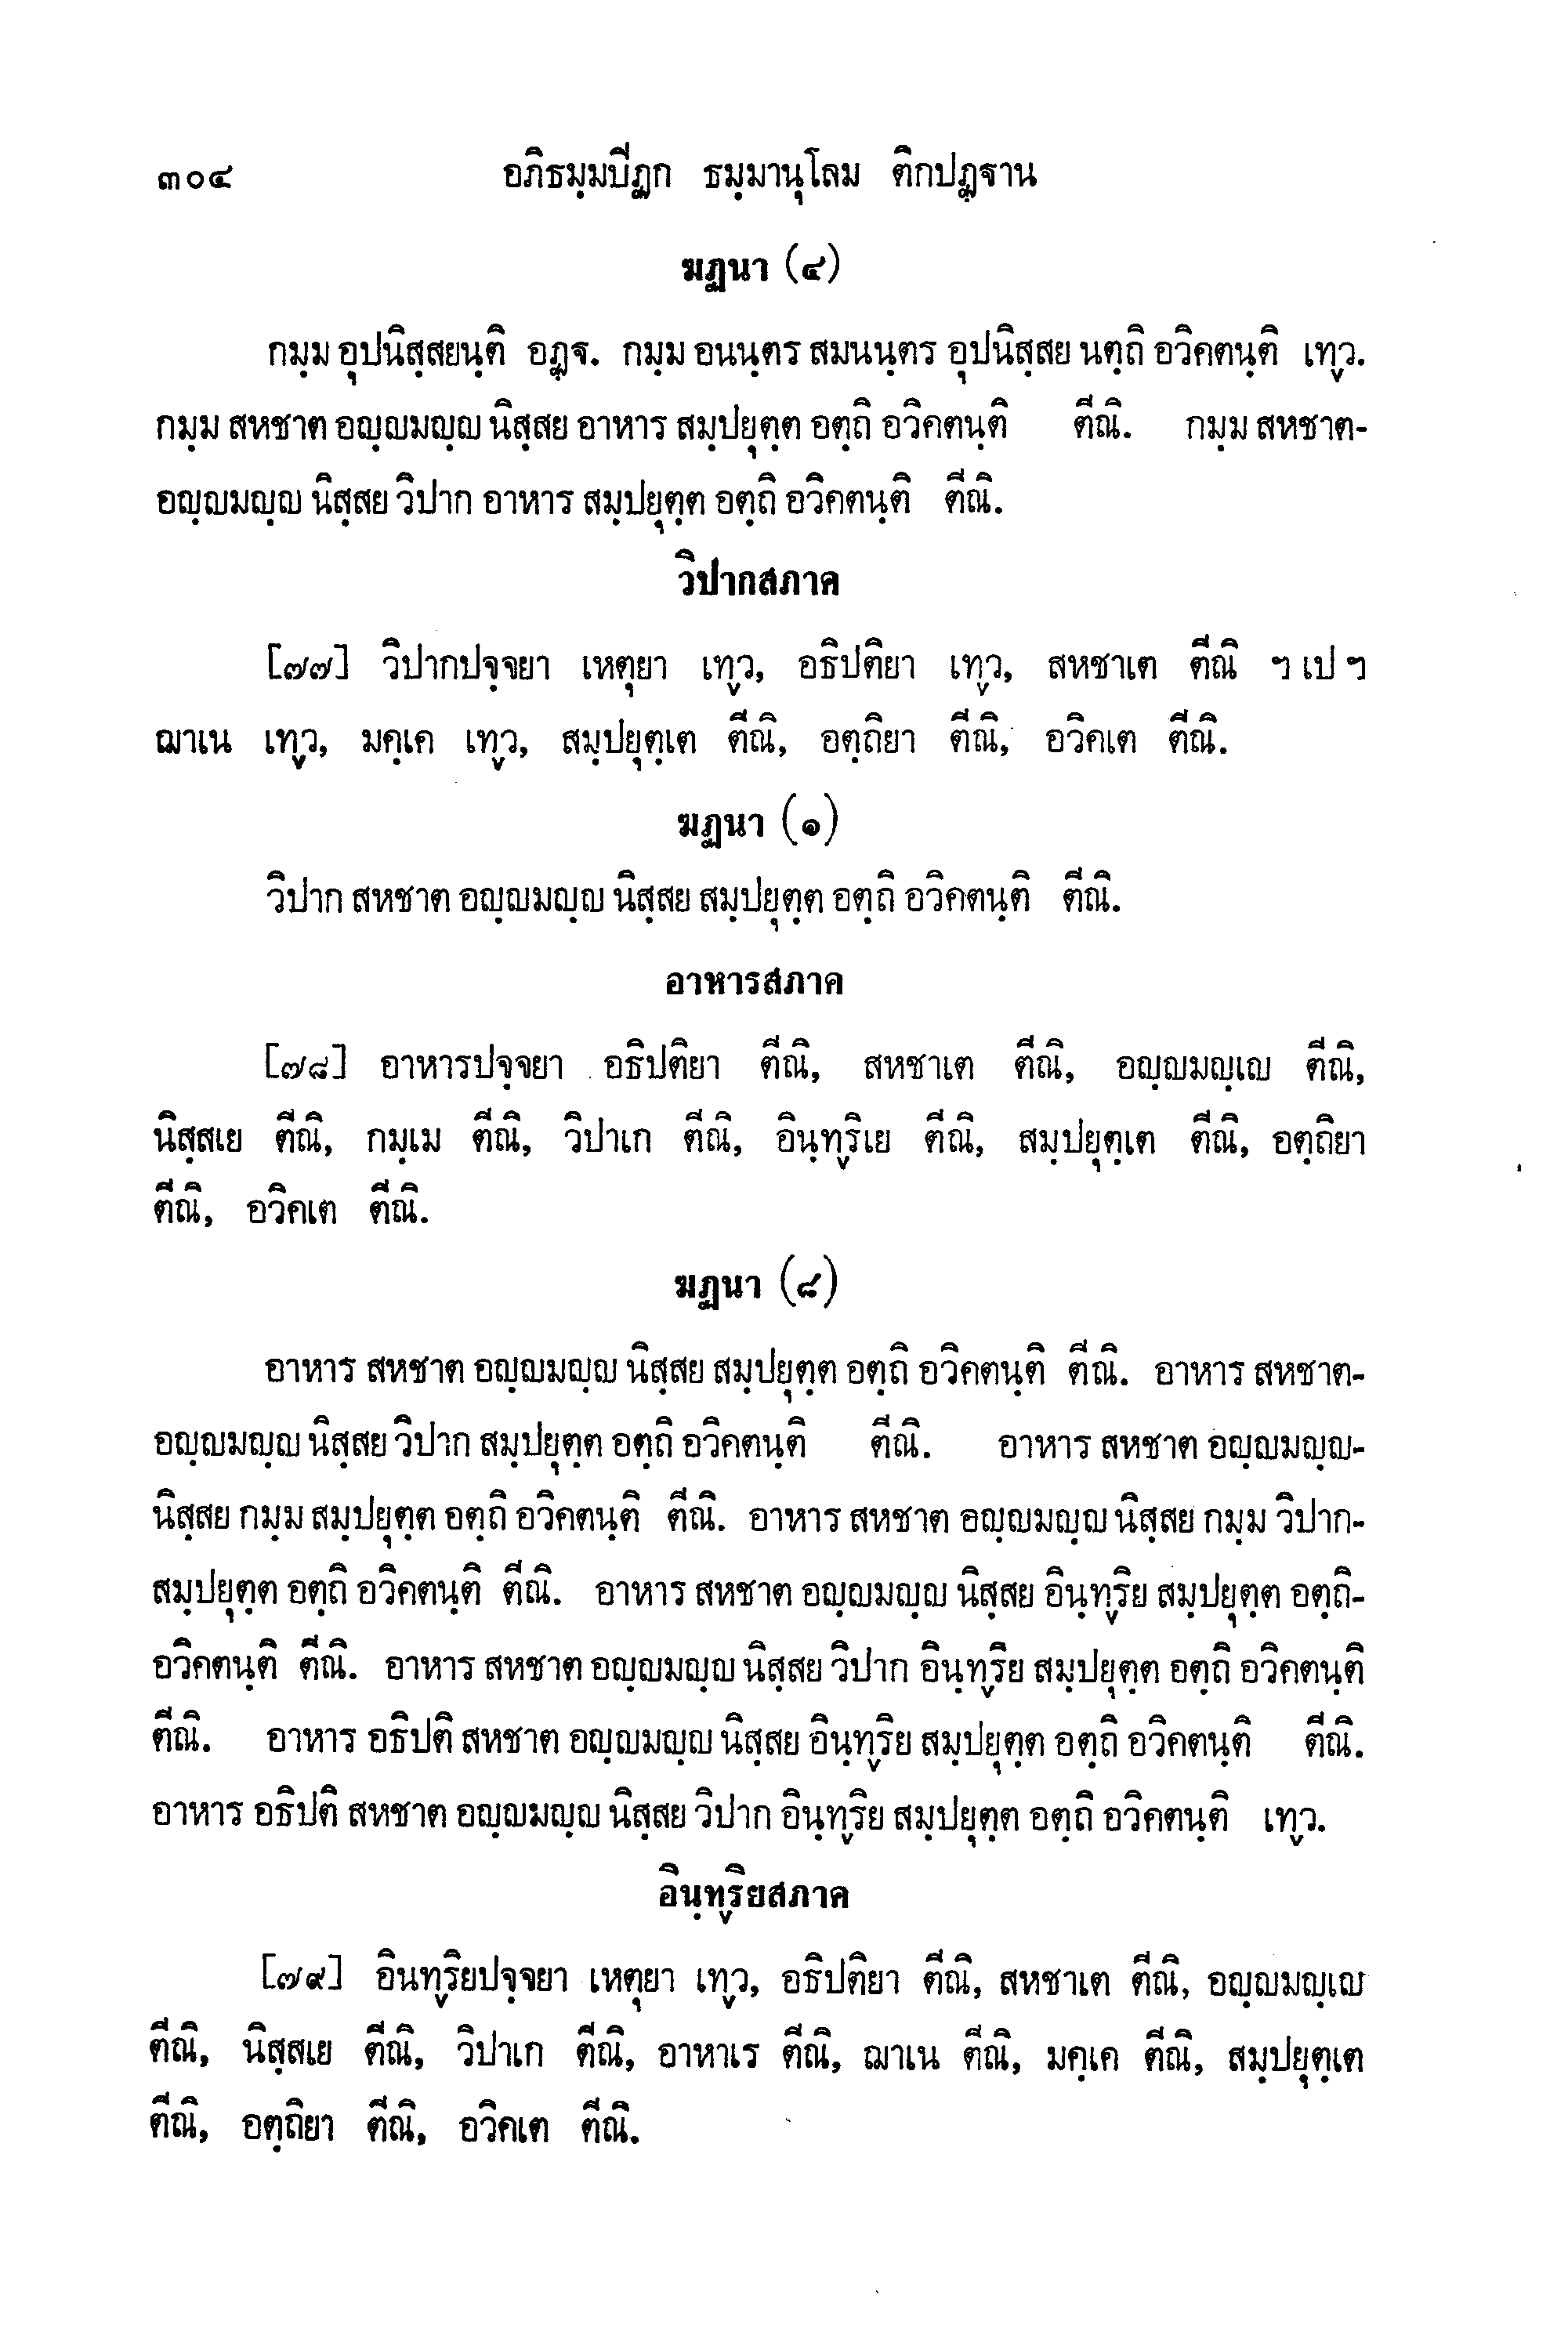 ๓๐๔ อภิธมฺมปิฏก ธมฺมานุโลม ติกปฏฺฐาน
ฆฏนา (๔)
กมฺม อุปนิสฺสยนฺติ อฏฺฐ. กมฺม อนนฺตร สมนนฺตร อุปนิสฺสย นตฺถิ อวิคตนฺติ เทฺว.
กมฺม สหชาต อญฺญมญฺญ นิสฺสย อาหาร สมฺปยุตฺต อตฺถิ อวิคตนฺติ ตีณิ. กมฺม สหชาต-
อญฺญมญฺญ นิสฺสย วิปาก อาหาร สมฺปยุตฺต อตฺถิ อวิคตนฺติ ตีณิ.
วิปากสภาค
[๗๗] วิปากปจฺจยา เหตุยา เทฺว, อธิปติยา เทฺว, สหชาเต ตีณิ ฯ เป ฯ
ฌาเน เทฺว, มคฺเค เทฺว, สมฺปยุตฺเต ตีณิ, อตฺถิยา ตีณิ, อวิคเต ตีณิ.
ฆฏนา (๑)
วิปาก สหชาต อญฺญมญฺญ นิสฺสย สมฺปยุตฺต อตฺถิ อวิคตนฺติ ตีณิ.
อาหารสภาค
[๗๘] อาหารปจฺจยา อธิปติยา ตีณิ, สหชาเต ตีณิ, อญฺญมญฺเญ ตีณิ,
นิสฺสเย ตีณิ, กมฺเม ตีณิ, วิปาเก ตีณิ, อินฺทฺริเย ตีณิ, สมฺปยุตฺเต ตีณิ, อตฺถิยา
ตีณิ, อวิคเต ตีณิ.
ฆฏนา (๘)
อาหาร สหชาต อญฺญมญฺญ นิสฺสย สมฺปยุตฺต อตฺถิ อวิคตนฺติ ตีณิ. อาหาร สหชาต-
อญฺญมญฺญ นิสฺสย วิปาก สมฺปยุตฺต อตฺถิ อวิคตนฺติ ตีณิ. อาหาร สหชาต อญฺญมญฺญ-
นิสฺสย กมฺม สมฺปยุตฺต อตฺถิ อวิคตนฺติ ตีณิ. อาหาร สหชาต อญฺญมญฺญ นิสฺสย กมฺม วิปาก-
สมฺปยุตฺต อตฺถิ อวิคตนฺติ ตีณิ. อาหาร สหชาต อญฺญมญฺญ นิสฺสย อินฺทฺริย สมฺปยุตฺต อตฺถิ-
อวิคตนฺติ ตีณิ. อาหาร สหชาต อญฺญมญฺญ นิสฺสย วิปาก อินฺทฺริย สมฺปยุตฺต อตฺถิ อวิคตนฺติ
ตีณิ. อาหาร อธิปติ สหชาต อญฺญมญฺญ นิสฺสย อินฺทฺริย สมฺปยุตฺต อตฺถิ อวิคตนฺติ ตีณิ.
อาหาร อธิปติ สหชาต อญฺญมญฺญ นิสฺสย วิปาก อินฺทฺริย สมฺปยุตฺต อตฺถิ อวิคตนฺติ เทฺว.
อินฺทฺริยสภาค
[๗๙] อินทฺริยปจฺจยา เหตุยา เทฺว, อธิปติยา ตีณิ, สหชาเต ตีณิ, อญฺญมญฺเญ
ตีณิ, นิสฺสเย ตีณิ, วิปาเก ตีณิ, อาหาเร ตีณิ, ฌาเน ตีณิ, มคฺเค ตีณิ, สมฺปยุตฺเต
ตีณิ, อตฺถิยา ตีณิ, อวิคเต ตีณิ.